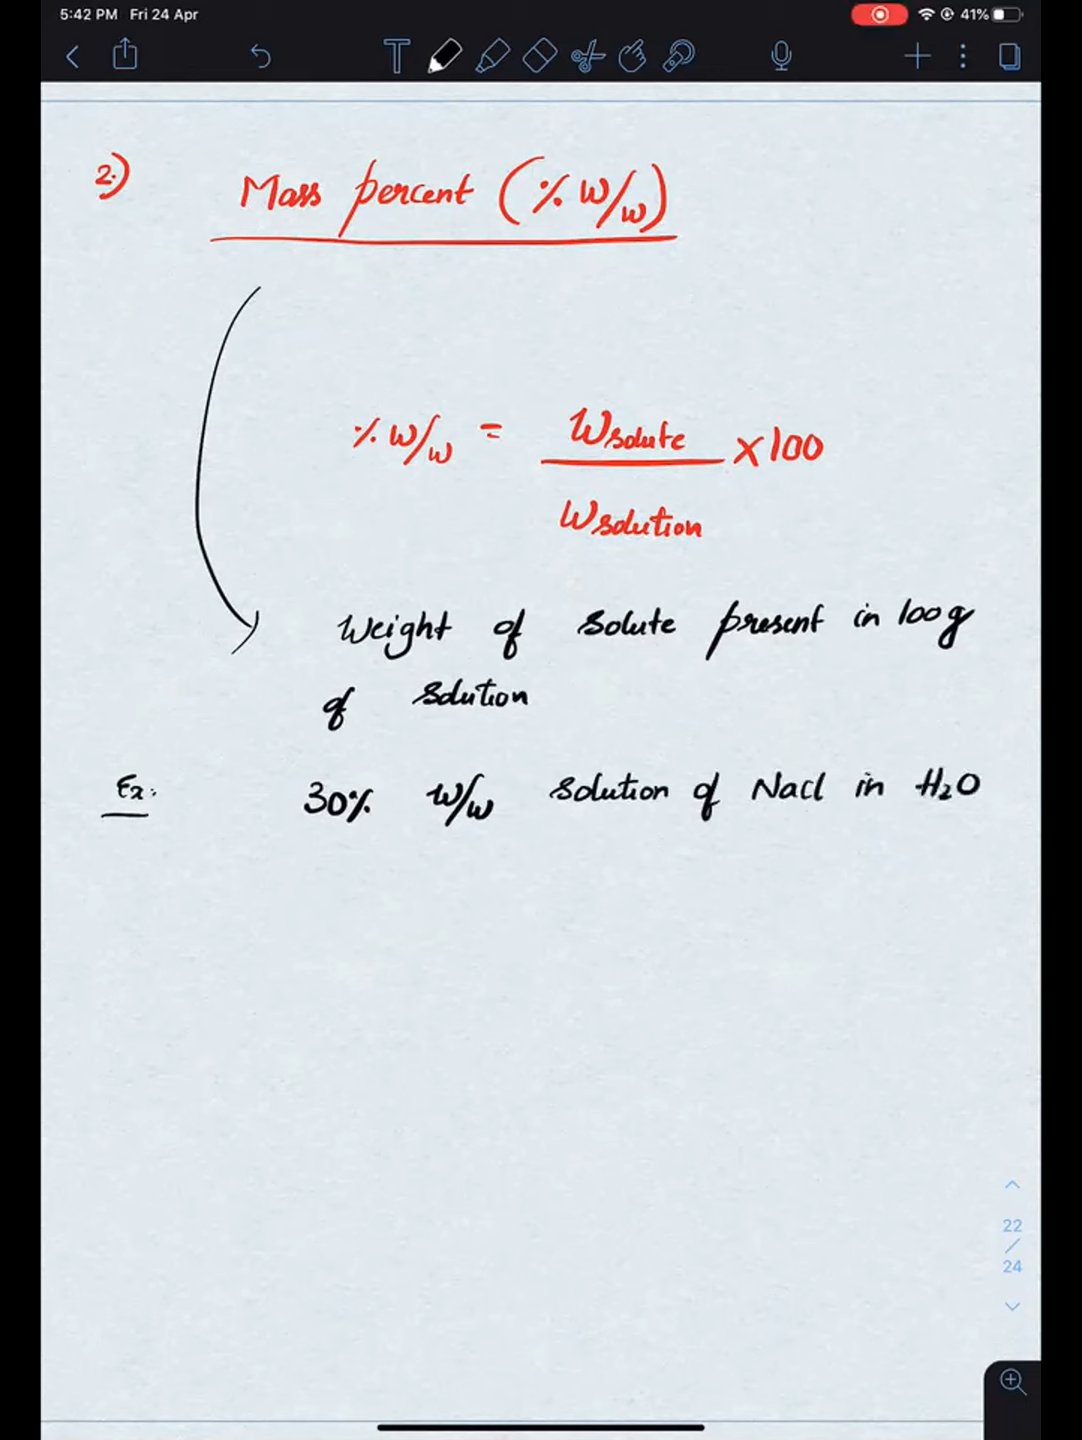 5:42 PM Fri 24 Apr 41%
2.) Mass percent (% W/w)
% W/w = Wsolute / Wsolution × 100
Weight of solute present in 100g
of solution
Ex: 30% W/w solution of Nacl in H₂O
22
/
24